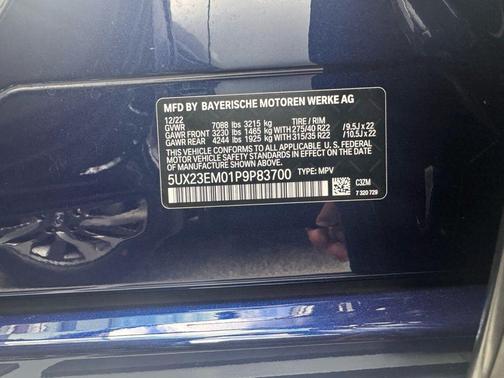 MFD BY BAYERISCHE MOTOREN WERKE AG
12/22
GVWR 7088 lbs 3215 kg TIRE / RIM
GAWR FRONT 3230 lbs 1465 kg WITH 275/40 R22 / 9.5J x 22
GAWR REAR 4244 lbs 1925 kg WITH 315/35 R22 / 10.5J x 22
THIS VEHICLE CONFORMS TO ALL APPLICABLE U.S. FEDERAL
MOTOR VEHICLE SAFETY STANDARDS
IN EFFECT ON THE DATE OF MANUFACTURE SHOWN ABOVE.
5UX23EM01P9P83700 TYPE: MPV
C3ZM
7 320 729